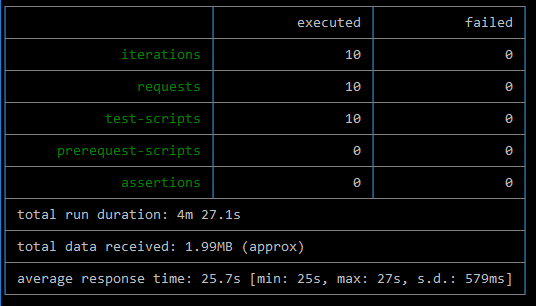 executed failed
iterations 10 0
requests 10 0
test-scripts 10 0
prerequest-scripts 0 0
assertions 0 0
total run duration: 4m 27.1s
total data received: 1.99MB (approx)
average response time: 25.7s [min: 25s, max: 27s, s.d.: 579ms]